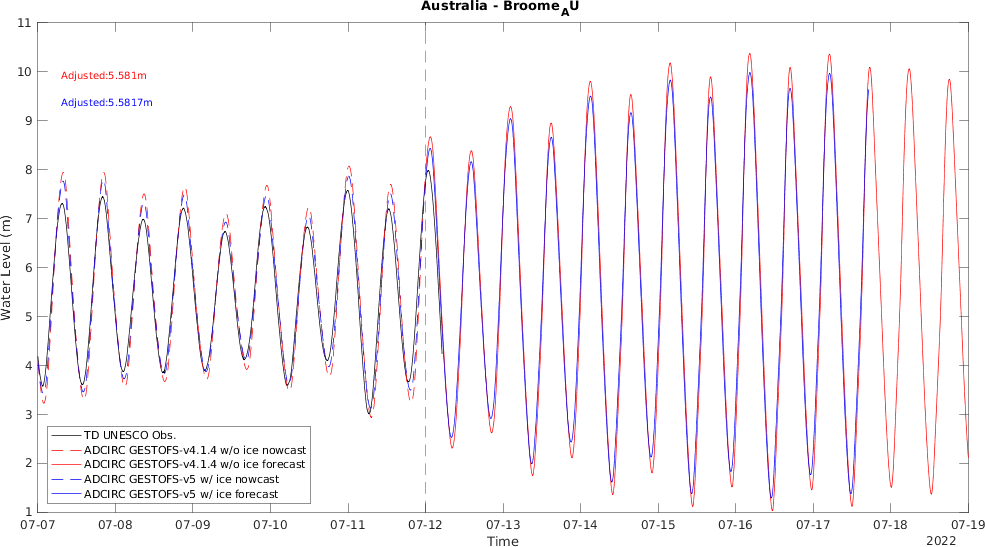 Australia - Broome_AU
11
10
9
8
7
6
5
4
3
2
1
Water Level (m)
Adjusted:5.581m
Adjusted:5.5817m
TD UNESCO Obs.
ADCIRC GESTOFS-v4.1.4 w/o ice nowcast
ADCIRC GESTOFS-v4.1.4 w/o ice forecast
ADCIRC GESTOFS-v5 w/ ice nowcast
ADCIRC GESTOFS-v5 w/ ice forecast
07-07 07-08 07-09 07-10 07-11 07-12 07-13 07-14 07-15 07-16 07-17 07-18 07-19
Time
2022